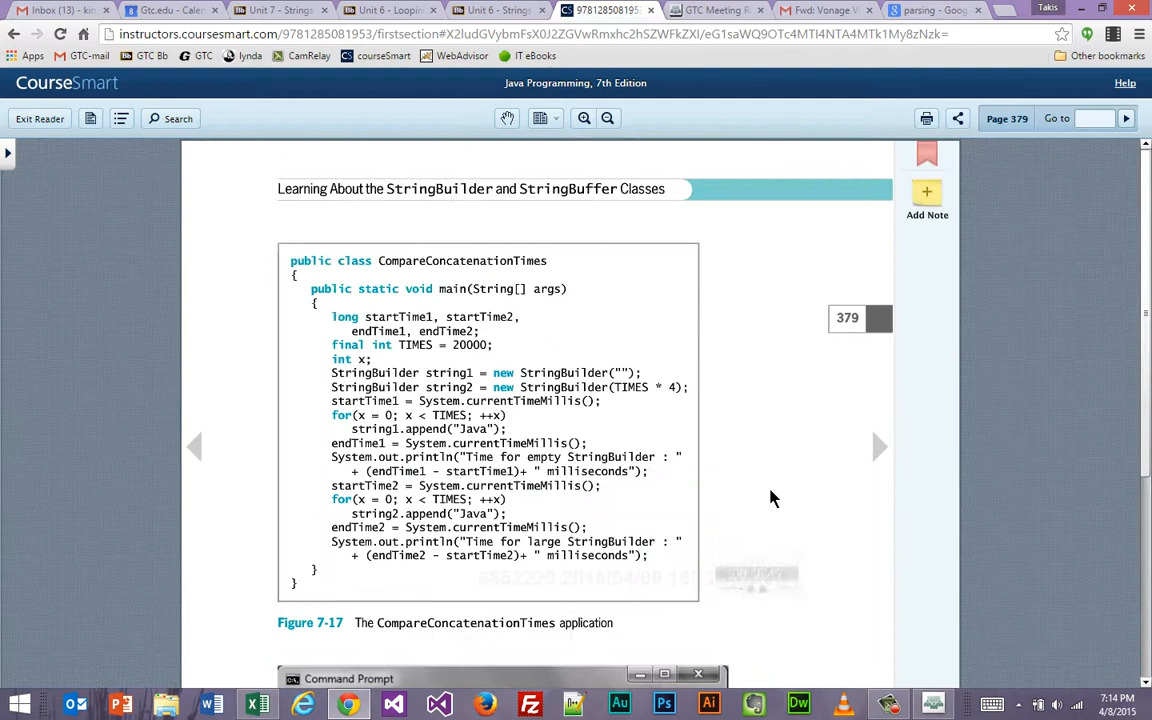 Inbox (1) - kin
Gtc.edu - Calen
Unit 7 - Strings
Unit 6 - Loopin
Unit 6 - Strings
9781285081953
GTC Meeting R
Fwd: Vonage V
parsing - Goog
Takis
instructors.coursesmart.com/9781285081953/firstsection#X2ludGVybmFsX0J2ZGVwRmxhc2hSZWFkZXI/eG1saWQ9OTc4MTI4NTA4MTk1My8zNzk=
Apps
GTC-mail
GTC Bb
GTC
lynda
CamRelay
courseSmart
WebAdvisor
IT eBooks
Other bookmarks
CourseSmart
Java Programming, 7th Edition
Help
Exit Reader
Search
Page 379
Go to
Learning About the StringBuilder and StringBuffer Classes
Add Note
379
public class CompareConcatenationTimes
{
public static void main(String[] args)
{
long startTime1, startTime2,
endTime1, endTime2;
final int TIMES = 20000;
int x;
StringBuilder string1 = new StringBuilder("");
StringBuilder string2 = new StringBuilder(TIMES * 4);
startTime1 = System.currentTimeMillis();
for(x = 0; x < TIMES; ++x)
string1.append("Java");
endTime1 = System.currentTimeMillis();
System.out.println("Time for empty StringBuilder : "
+ (endTime1 - startTime1)+ " milliseconds");
startTime2 = System.currentTimeMillis();
for(x = 0; x < TIMES; ++x)
string2.append("Java");
endTime2 = System.currentTimeMillis();
System.out.println("Time for large StringBuilder : "
+ (endTime2 - startTime2)+ " milliseconds");
}
}
Figure 7-17 The CompareConcatenationTimes application
Command Prompt
7:14 PM
4/8/2015